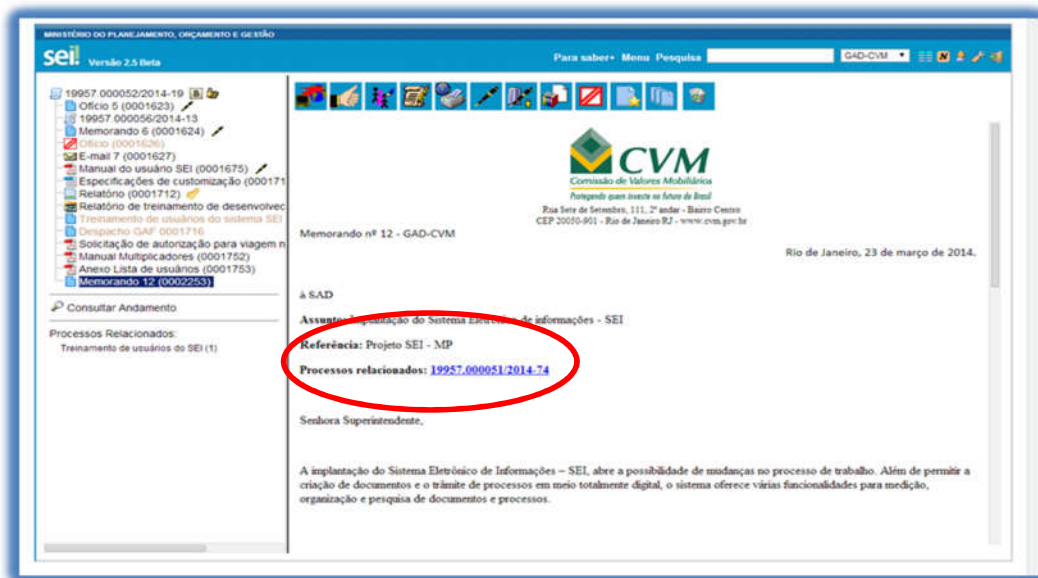 MINISTÉRIO DO PLANEJAMENTO, ORÇAMENTO E GESTÃO
sei! Versão 2.5 Beta
Para saber+ Menu Pesquisa
GAD-CVM
19957.000052/2014-19
Ofício 5 (0001623)
19957.000056/2014-13
Memorando 6 (0001624)
Ofício (0001626)
E-mail 7 (0001627)
Manual do usuário SEI (0001675)
Especificações de customização (000171
Relatório (0001712)
Relatório de treinamento de desenvolvec
Treinamento de usuários do sistema SEI
Despacho GAF 0001716
Solicitação de autorização para viagem n
Manual Multiplicadores (0001752)
Anexo Lista de usuários (0001753)
Memorando 12 (0002253)
Consultar Andamento
Processos Relacionados:
Treinamento de usuários do SEI (1)
CVM
Comissão de Valores Mobiliários
Protegendo quem investe no futuro do Brasil
Rua Sete de Setembro, 111, 2º andar - Bairro Centro
CEP 20050-901 - Rio de Janeiro RJ - www.cvm.gov.br
Memorando nº 12 - GAD-CVM
Rio de Janeiro, 23 de março de 2014.
à SAD
Assunto: Implantação do Sistema Eletrônico de informações - SEI
Referência: Projeto SEI - MP
Processos relacionados: 19957.000051/2014-74
Senhora Superintendente,
A implantação do Sistema Eletrônico de Informações – SEI, abre a possibilidade de mudanças no processo de trabalho. Além de permitir a
criação de documentos e o trâmite de processos em meio totalmente digital, o sistema oferece várias funcionalidades para medição,
organização e pesquisa de documentos e processos.